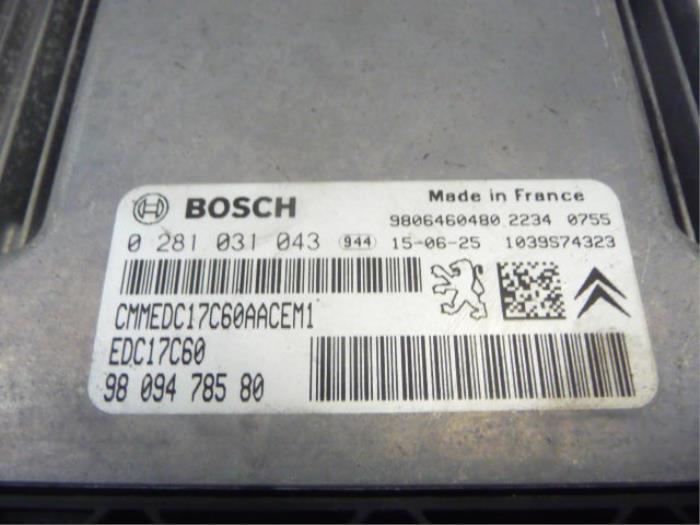 BOSCH
Made in France
9806460480 2234 0755
0 281 031 043 944 15-06-25 1039S74323
CMMEDC17C60AACEM1
EDC17C60
98 094 785 80